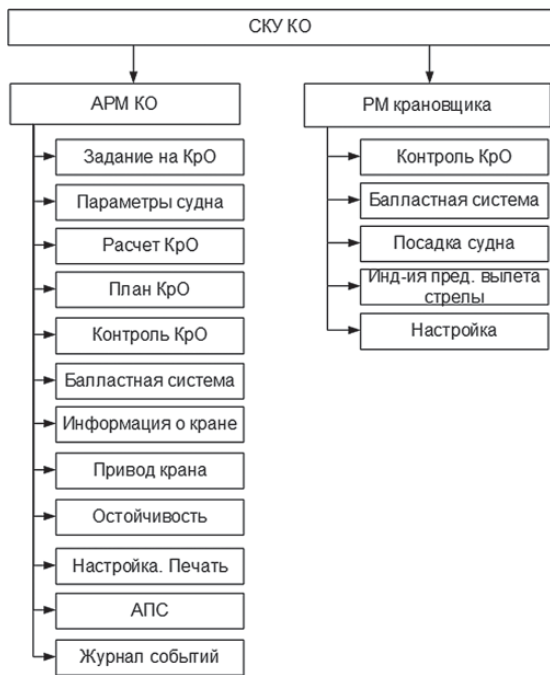 СКУ КО
АРМ КО
Задание на КрО
Параметры судна
Расчет КрО
План КрО
Контроль КрО
Балластная система
Информация о кране
Привод крана
Остойчивость
Настройка. Печать
АПС
Журнал событий
РМ крановщика
Контроль КрО
Балластная система
Посадка судна
Инд-ия пред. вылета
стрелы
Настройка